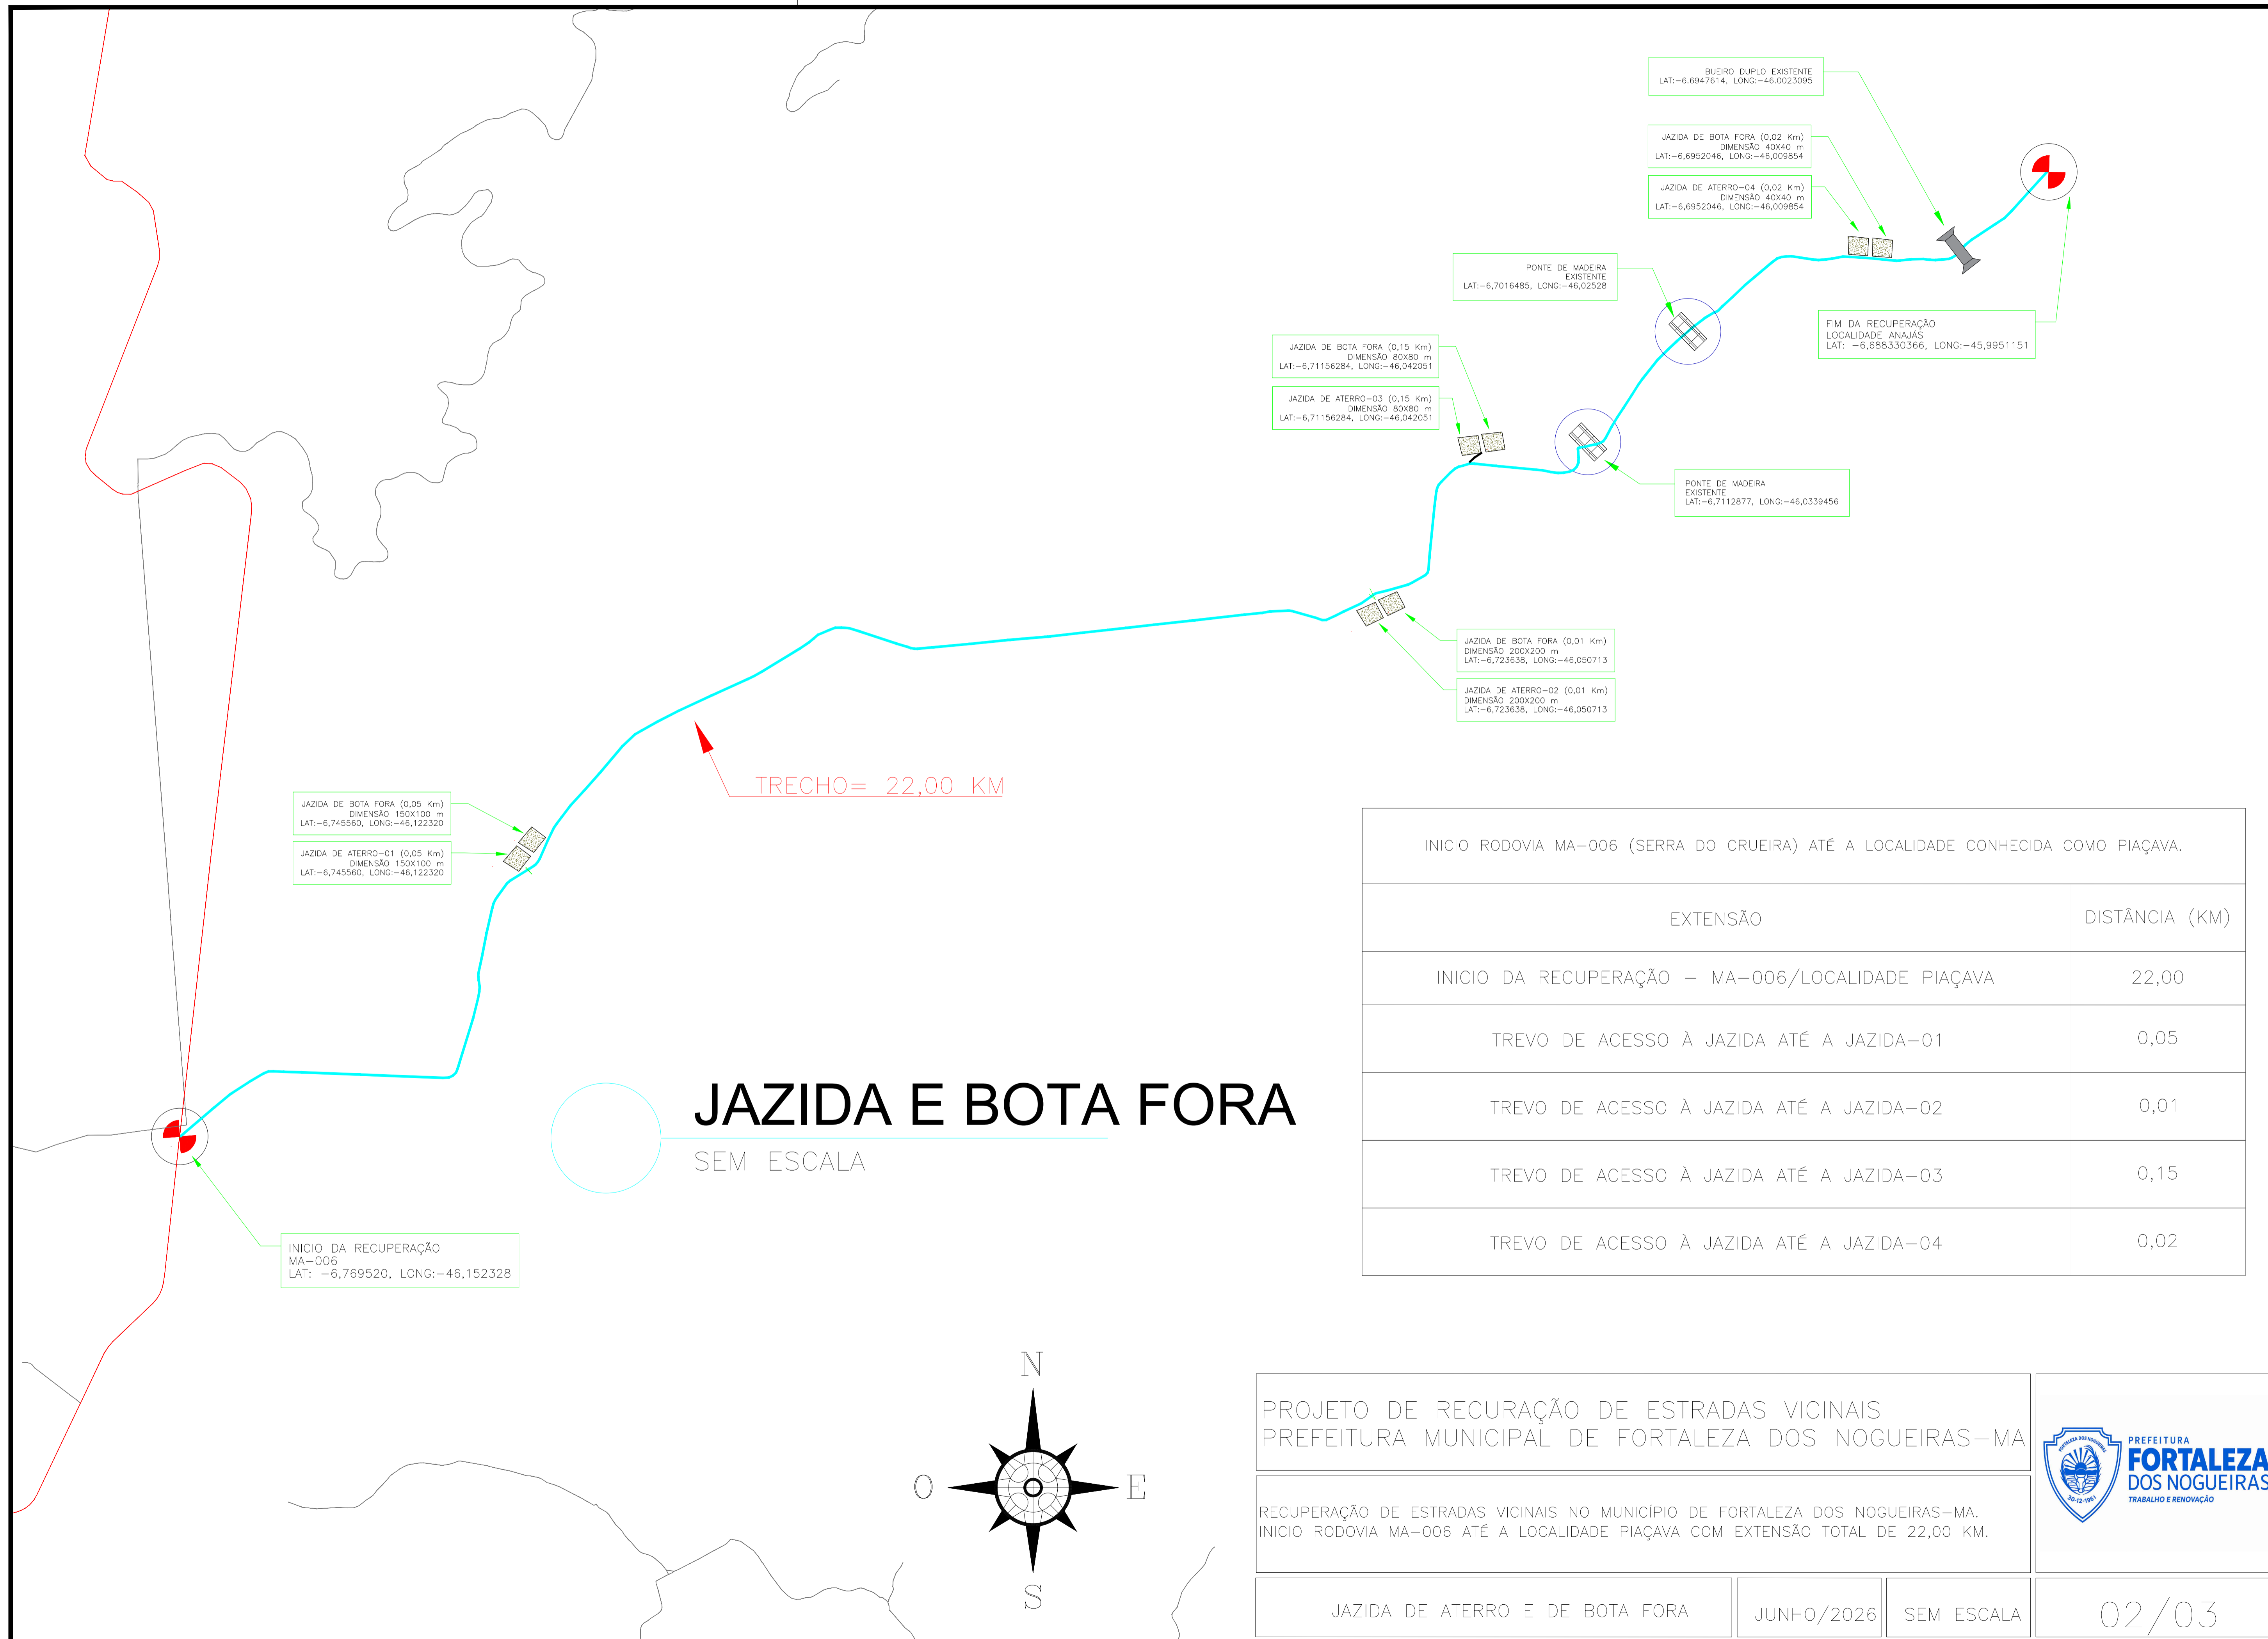 BUEIRO DUPLO EXISTENTE
LAT:-6.6947614, LONG:-46.0023095
JAZIDA DE BOTA FORA (0,02 Km)
DIMENSÃO 40X40 m
LAT:-6,6952046, LONG:-46,009854
JAZIDA DE ATERRO-04 (0,02 Km)
DIMENSÃO 40X40 m
LAT:-6,6952046, LONG:-46,009854
PONTE DE MADEIRA
EXISTENTE
LAT:-6,7016485, LONG:-46,02528
FIM DA RECUPERAÇÃO
LOCALIDADE ANAJÁS
LAT: -6,688330366, LONG:-45,9951151
JAZIDA DE BOTA FORA (0,15 Km)
DIMENSÃO 80X80 m
LAT:-6,71156284, LONG:-46,042051
JAZIDA DE ATERRO-03 (0,15 Km)
DIMENSÃO 80X80 m
LAT:-6,71156284, LONG:-46,042051
PONTE DE MADEIRA
EXISTENTE
LAT:-6,7112877, LONG:-46,0339456
JAZIDA DE BOTA FORA (0,01 Km)
DIMENSÃO 200X200 m
LAT:-6,723638, LONG:-46,050713
JAZIDA DE ATERRO-02 (0,01 Km)
DIMENSÃO 200X200 m
LAT:-6,723638, LONG:-46,050713
TRECHO= 22,00 KM
JAZIDA DE BOTA FORA (0,05 Km)
DIMENSÃO 150X100 m
LAT:-6,745560, LONG:-46,122320
JAZIDA DE ATERRO-01 (0,05 Km)
DIMENSÃO 150X100 m
LAT:-6,745560, LONG:-46,122320
INICIO RODOVIA MA-006 (SERRA DO CRUEIRA) ATÉ A LOCALIDADE CONHECIDA COMO PIAÇAVA.
EXTENSÃO DISTÂNCIA (KM)
INICIO DA RECUPERAÇÃO - MA-006/LOCALIDADE PIAÇAVA 22,00
TREVO DE ACESSO À JAZIDA ATÉ A JAZIDA-01 0,05
TREVO DE ACESSO À JAZIDA ATÉ A JAZIDA-02 0,01
TREVO DE ACESSO À JAZIDA ATÉ A JAZIDA-03 0,15
TREVO DE ACESSO À JAZIDA ATÉ A JAZIDA-04 0,02
JAZIDA E BOTA FORA
SEM ESCALA
INICIO DA RECUPERAÇÃO
MA-006
LAT: -6,769520, LONG:-46,152328
N
O
E
S
PROJETO DE RECURAÇÃO DE ESTRADAS VICINAIS
PREFEITURA MUNICIPAL DE FORTALEZA DOS NOGUEIRAS-MA
RECUPERAÇÃO DE ESTRADAS VICINAIS NO MUNICÍPIO DE FORTALEZA DOS NOGUEIRAS-MA.
INICIO RODOVIA MA-006 ATÉ A LOCALIDADE PIAÇAVA COM EXTENSÃO TOTAL DE 22,00 KM.
FORTALEZA DOS NOGUEIRAS
30-12-1961
PREFEITURA
FORTALEZA
DOS NOGUEIRAS
TRABALHO E RENOVAÇÃO
JAZIDA DE ATERRO E DE BOTA FORA
JUNHO/2026
SEM ESCALA
02/03